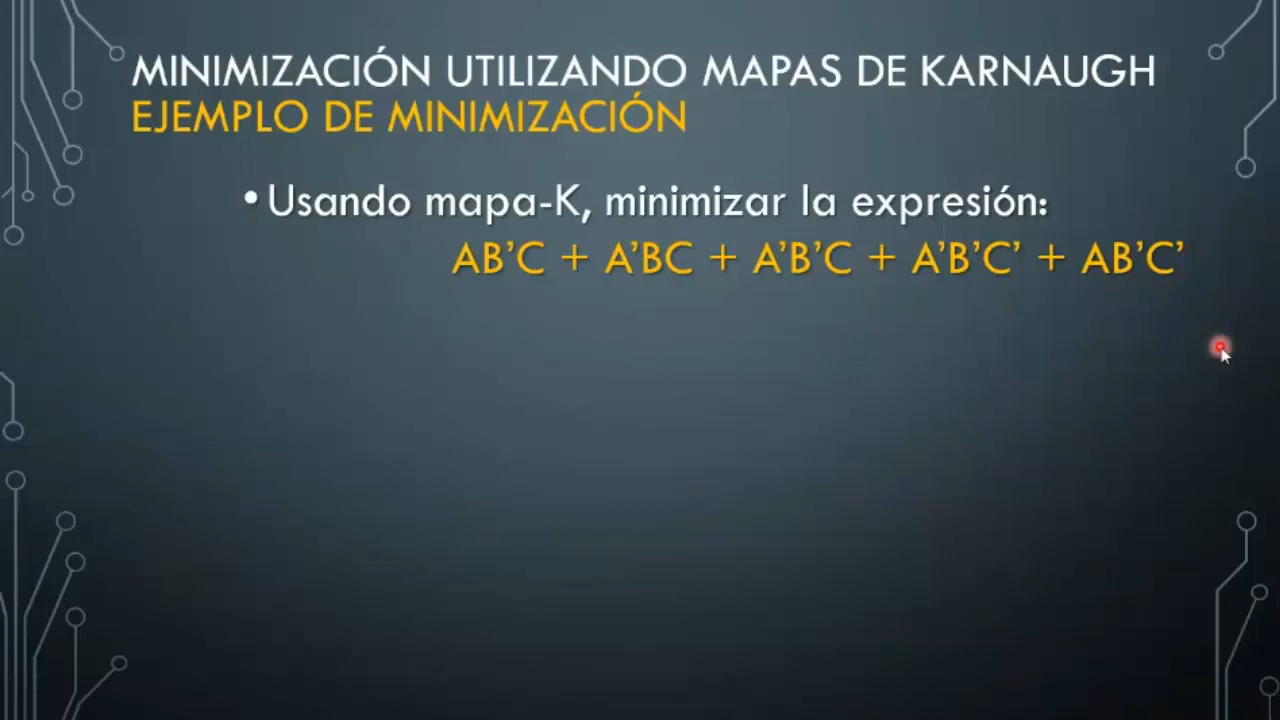 MINIMIZACIÓN UTILIZANDO MAPAS DE KARNAUGH
EJEMPLO DE MINIMIZACIÓN
•Usando mapa-K, minimizar la expresión:
AB’C + A’BC + A’B’C + A’B’C’ + AB’C’